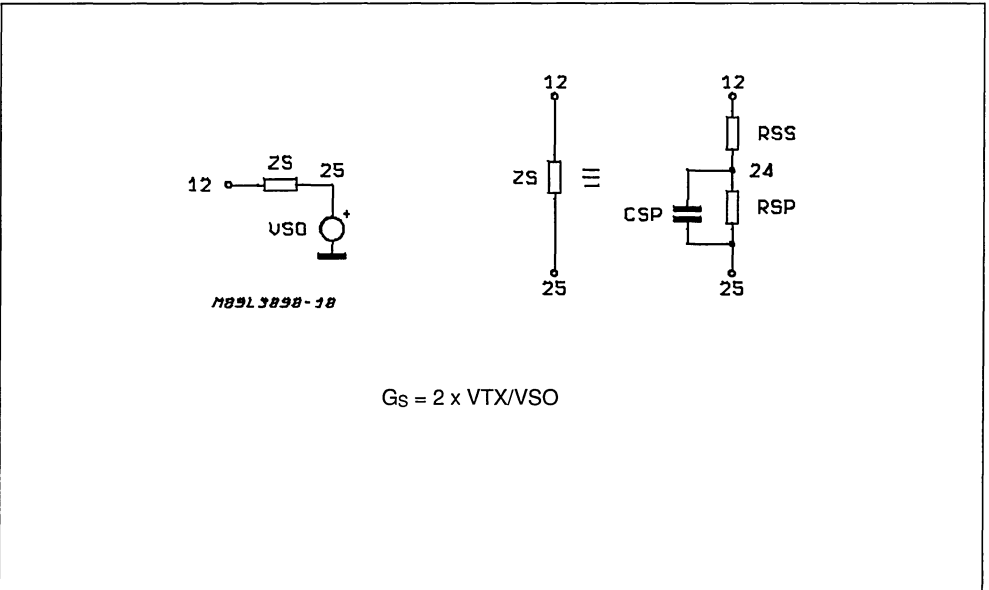 12
ZS
25
VSO
+
M89L3898-18
12
ZS
25
12
RSS
24
CSP
RSP
25
GS = 2 x VTX/VSO